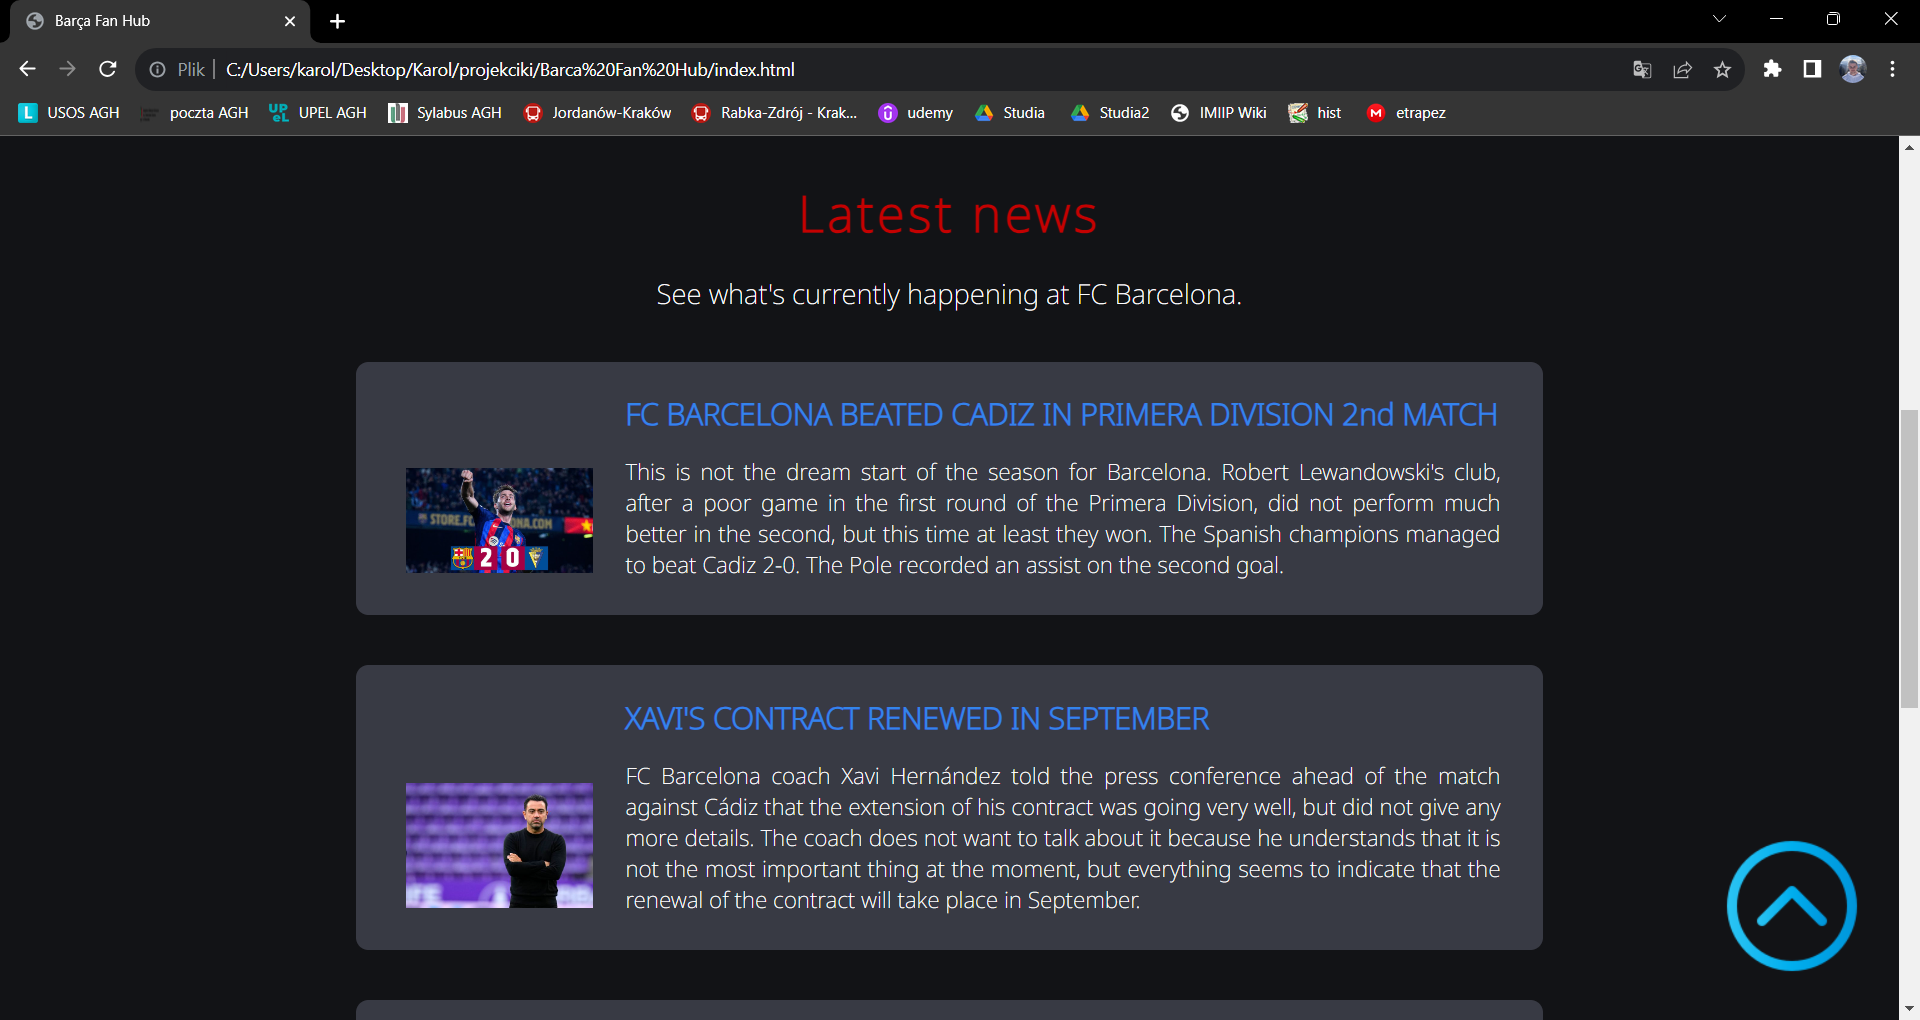 Barça Fan Hub
Plik
C:/Users/karol/Desktop/Karol/projekciki/Barca%20Fan%20Hub/index.html
USOS AGH
poczta AGH
UPEL AGH
Sylabus AGH
Jordanów-Kraków
Rabka-Zdrój - Krak...
udemy
Studia
Studia2
IMIIP Wiki
hist
etrapez
Latest news
See what's currently happening at FC Barcelona.
FC BARCELONA BEATED CADIZ IN PRIMERA DIVISION 2nd MATCH
STORE.FC
ONA.COM
2 0
This is not the dream start of the season for Barcelona. Robert Lewandowski's club,
after a poor game in the first round of the Primera Division, did not perform much
better in the second, but this time at least they won. The Spanish champions managed
to beat Cadiz 2-0. The Pole recorded an assist on the second goal.
XAVI'S CONTRACT RENEWED IN SEPTEMBER
FC Barcelona coach Xavi Hernández told the press conference ahead of the match
against Cádiz that the extension of his contract was going very well, but did not give any
more details. The coach does not want to talk about it because he understands that it is
not the most important thing at the moment, but everything seems to indicate that the
renewal of the contract will take place in September.